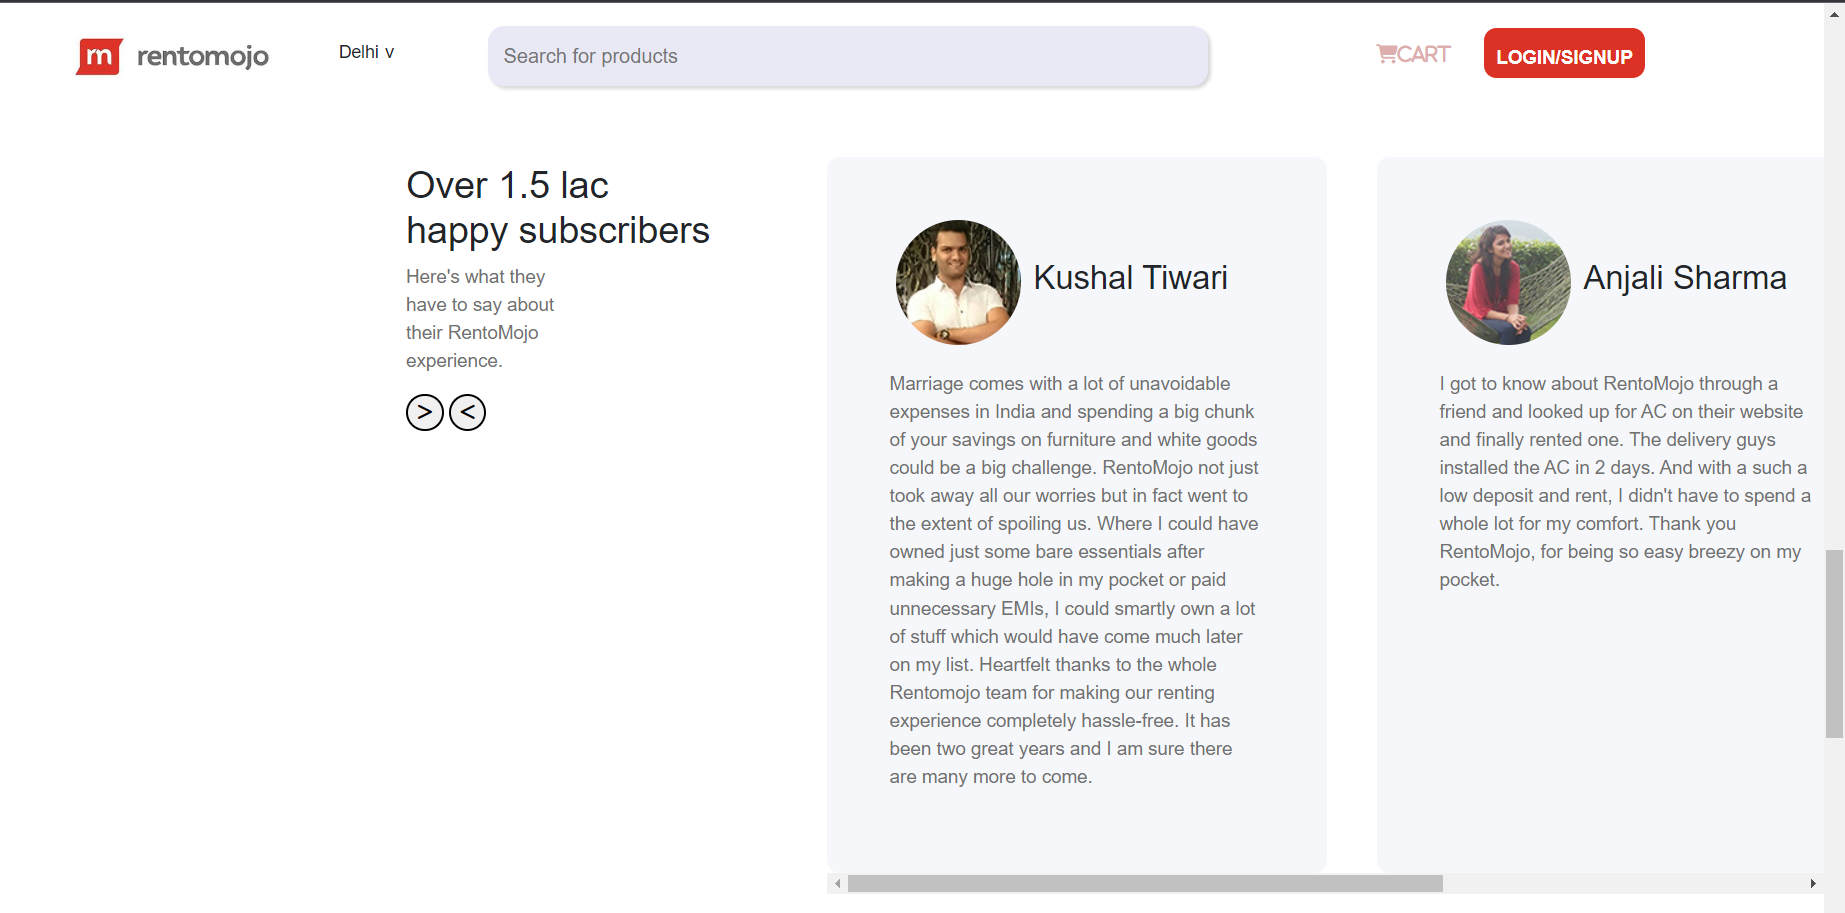 rm rentomojo
Delhi v
Search for products
CART
LOGIN/SIGNUP
Over 1.5 lac
happy subscribers
Here's what they
have to say about
their RentoMojo
experience.
> <
Kushal Tiwari
Marriage comes with a lot of unavoidable
expenses in India and spending a big chunk
of your savings on furniture and white goods
could be a big challenge. RentoMojo not just
took away all our worries but in fact went to
the extent of spoiling us. Where I could have
owned just some bare essentials after
making a huge hole in my pocket or paid
unnecessary EMIs, I could smartly own a lot
of stuff which would have come much later
on my list. Heartfelt thanks to the whole
Rentomojo team for making our renting
experience completely hassle-free. It has
been two great years and I am sure there
are many more to come.
Anjali Sharma
I got to know about RentoMojo through a
friend and looked up for AC on their website
and finally rented one. The delivery guys
installed the AC in 2 days. And with a such a
low deposit and rent, I didn't have to spend a
whole lot for my comfort. Thank you
RentoMojo, for being so easy breezy on my
pocket.